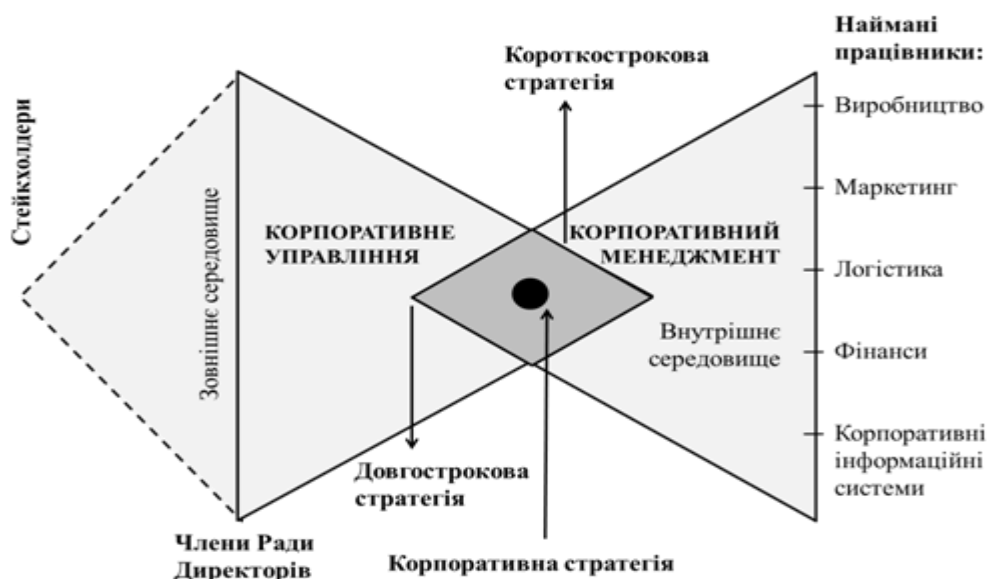 Наймані
працівники:
Короткострокова
стратегія
Виробництво
Стейкхолдери
Маркетинг
Зовнішнє середовище
КОРПОРАТИВНЕ
УПРАВЛІННЯ
КОРПОРАТИВНИЙ
МЕНЕДЖМЕНТ
Логістика
Внутрішнє
середовище
Фінанси
Корпоративні
інформаційні
системи
Довгострокова
стратегія
Члени Ради
Директорів
Корпоративна стратегія